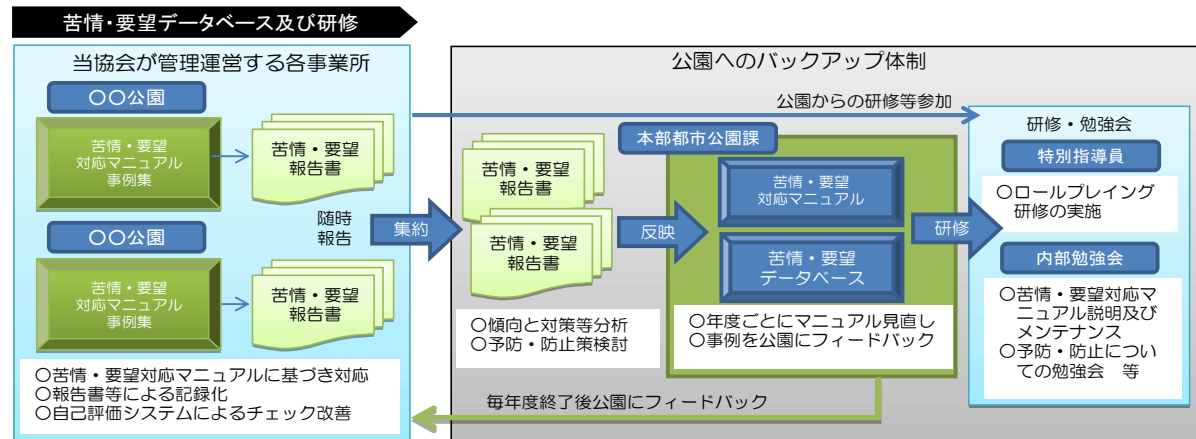 苦情・要望データベース及び研修
当協会が管理運営する各事業所
〇〇公園
苦情・要望
対応マニュアル
事例集
苦情・要望
報告書
随時
報告
〇〇公園
苦情・要望
対応マニュアル
事例集
苦情・要望
報告書
〇苦情・要望対応マニュアルに基づき対応
〇報告書等による記録化
〇自己評価システムによるチェック改善
集約
公園へのバックアップ体制
公園からの研修等参加
苦情・要望
報告書
苦情・要望
報告書
〇傾向と対策等分析
〇予防・防止策検討
反映
本部都市公園課
苦情・要望
対応マニュアル
苦情・要望
データベース
〇年度ごとにマニュアル見直し
〇事例を公園にフィードバック
研修
研修・勉強会
特別指導員
〇ロールプレイング
研修の実施
内部勉強会
〇苦情・要望対応マ
ニュアル説明及び
メンテナンス
〇予防・防止につい
ての勉強会　等
毎年度終了後公園にフィードバック